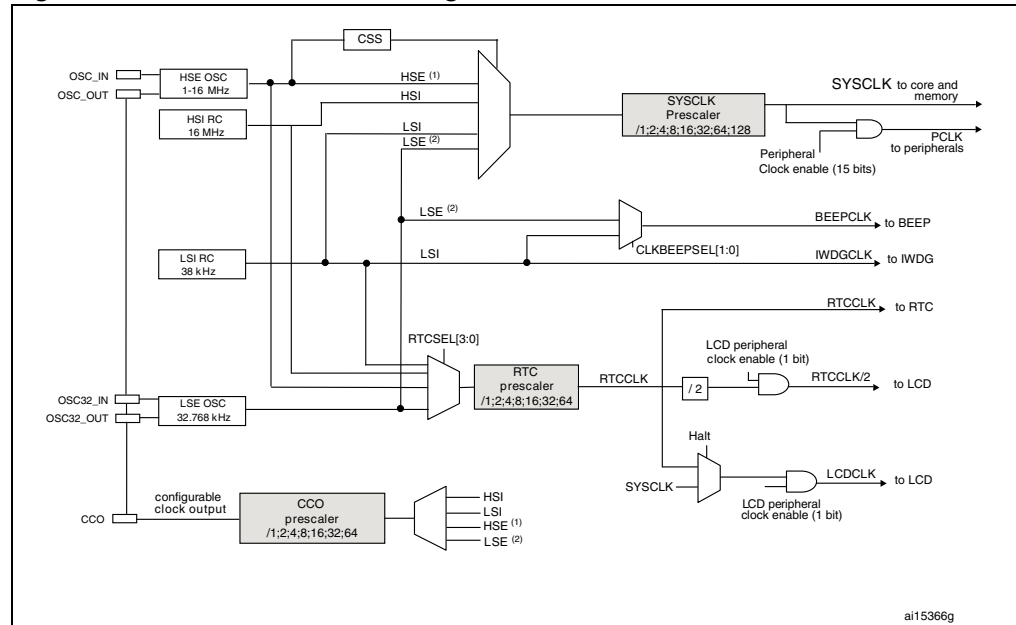 CSS
OSC_IN
OSC_OUT
HSE OSC
1-16 MHz
HSE (1)
HSI RC
16 MHz
HSI
LSI
LSE (2)
SYSCLK
Prescaler
/1;2;4;8;16;32;64;128
SYSCLK to core and
memory
PCLK
to peripherals
Peripheral
Clock enable (15 bits)
LSE (2)
BEEPCLK to BEEP
CLKBEEPSEL[1:0]
LSI RC
38 kHz
LSI
IWDGCLK to IWDG
RTCCLK to RTC
RTCSEL[3:0]
LCD peripheral
clock enable (1 bit)
RTC
prescaler
/1;2;4;8;16;32;64
RTCCLK
/ 2
RTCCLK/2 to LCD
OSC32_IN
OSC32_OUT
LSE OSC
32.768 kHz
Halt
SYSCLK
LCDCLK to LCD
LCD peripheral
clock enable (1 bit)
configurable
clock output
CCO
CCO
prescaler
/1;2;4;8;16;32;64
HSI
LSI
HSE (1)
LSE (2)
ai15366g